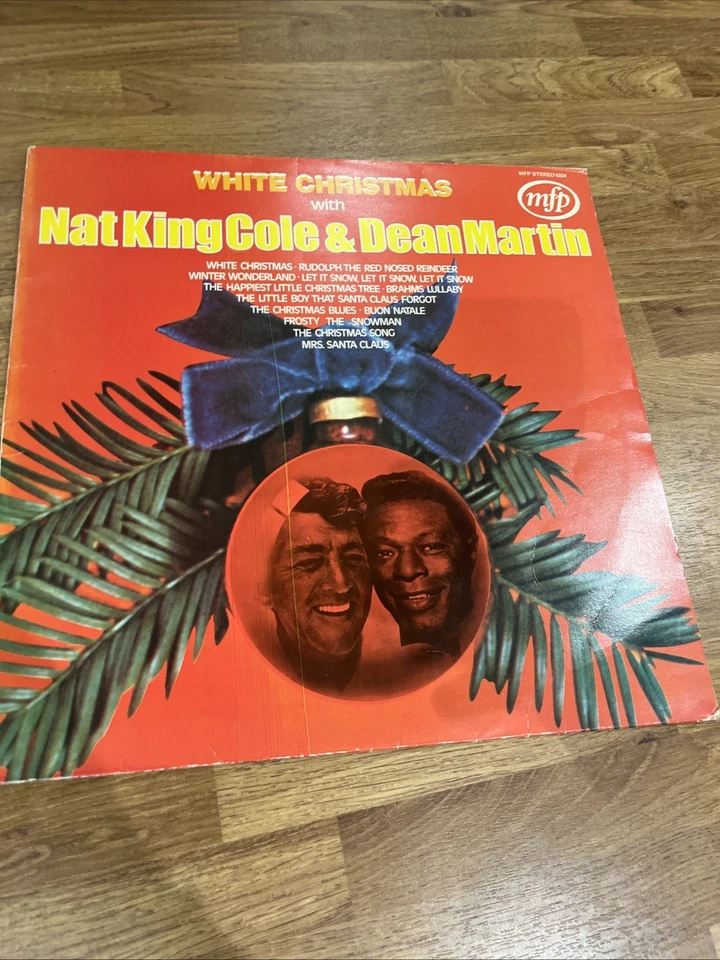 MFP STEREO 5224
mfp
WHITE CHRISTMAS
with
Nat King Cole & Dean Martin
WHITE CHRISTMAS · RUDOLPH THE RED NOSED REINDEER
WINTER WONDERLAND · LET IT SNOW, LET IT SNOW, LET IT SNOW
THE HAPPIEST LITTLE CHRISTMAS TREE · BRAHMS LULLABY
THE LITTLE BOY THAT SANTA CLAUS FORGOT
THE CHRISTMAS BLUES · BUON NATALE
FROSTY THE SNOWMAN
THE CHRISTMAS SONG
MRS. SANTA CLAUS